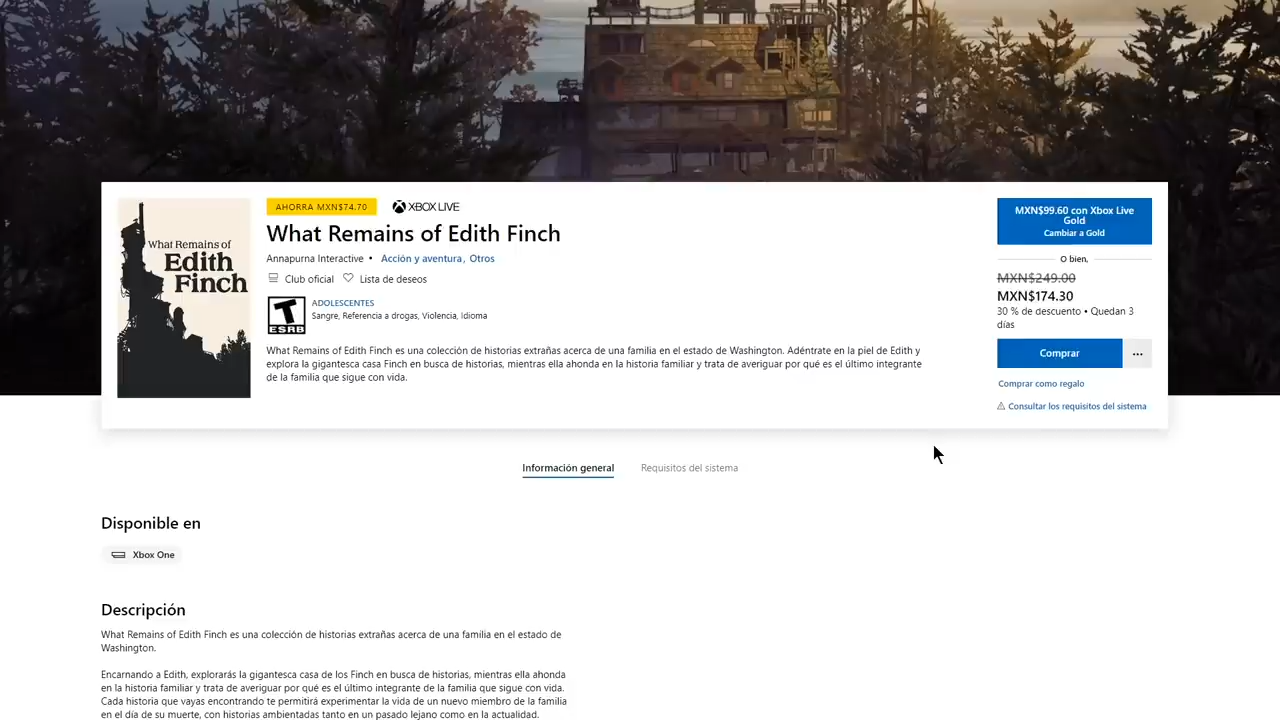 AHORRA MXN$74.70
XBOX LIVE
What Remains of Edith Finch
Annapurna Interactive • Acción y aventura, Otros
Club oficial Lista de deseos
T
ESRB
ADOLESCENTES
Sangre, Referencia a drogas, Violencia, Idioma
What Remains of Edith Finch es una colección de historias extrañas acerca de una familia en el estado de Washington. Adéntrate en la piel de Edith y
explora la gigantesca casa Finch en busca de historias, mientras ella ahonda en la historia familiar y trata de averiguar por qué es el último integrante
de la familia que sigue con vida.
What Remains of
Edith
Finch
MXN$99.60 con Xbox Live
Gold
Cambiar a Gold
O bien,
MXN$249.00
MXN$174.30
30 % de descuento • Quedan 3
días
Comprar
...
Comprar como regalo
Consultar los requisitos del sistema
Información general Requisitos del sistema
Disponible en
Xbox One
Descripción
What Remains of Edith Finch es una colección de historias extrañas acerca de una familia en el estado de
Washington.
Encarnando a Edith, explorarás la gigantesca casa de los Finch en busca de historias, mientras ella ahonda
en la historia familiar y trata de averiguar por qué es el último integrante de la familia que sigue con vida.
Cada historia que vayas encontrando te permitirá experimentar la vida de un nuevo miembro de la familia
en el día de su muerte, con historias ambientadas tanto en un pasado lejano como en la actualidad.